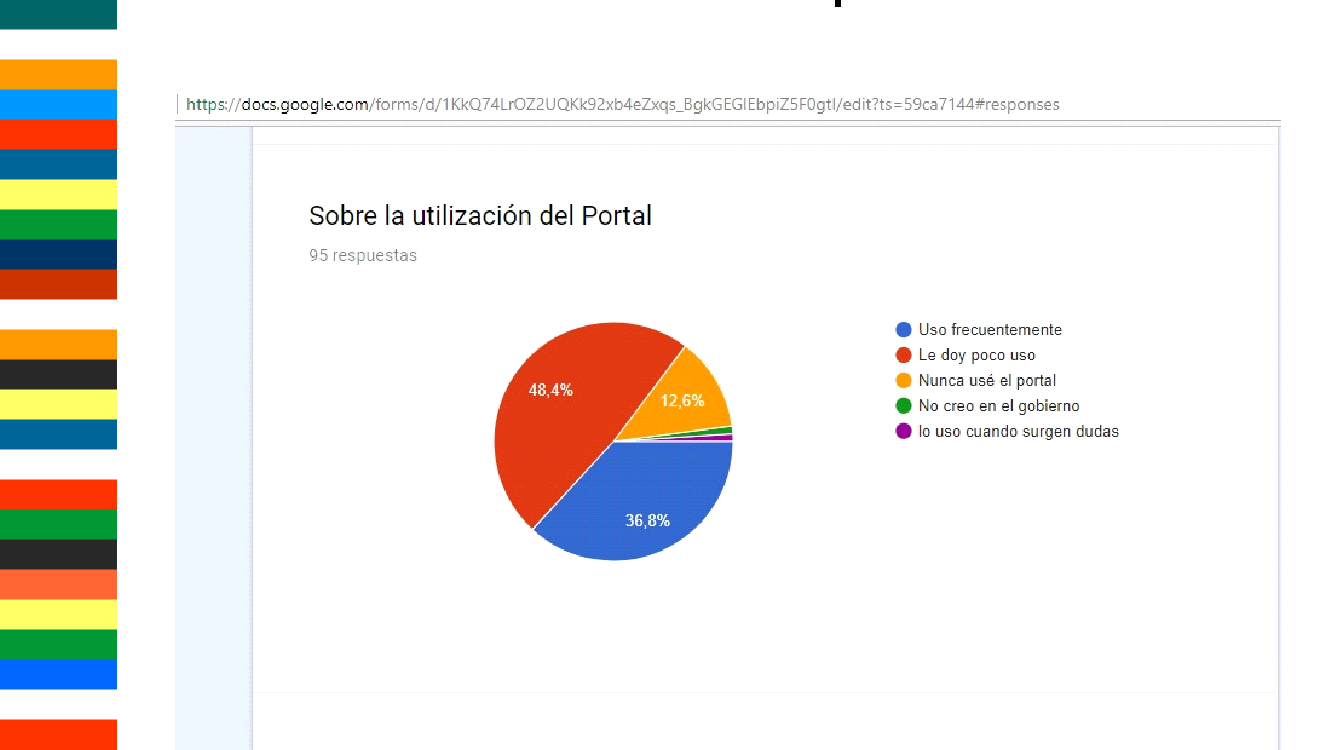 https://docs.google.com/forms/d/1KkQ74LrOZ2UQKk92xb4eZxqs_BgkGEGlEbpiZ5F0gtI/edit?ts=59ca7144#responses
Sobre la utilización del Portal
95 respuestas
48,4%
12,6%
36,8%
Uso frecuentemente
Le doy poco uso
Nunca usé el portal
No creo en el gobierno
lo uso cuando surgen dudas